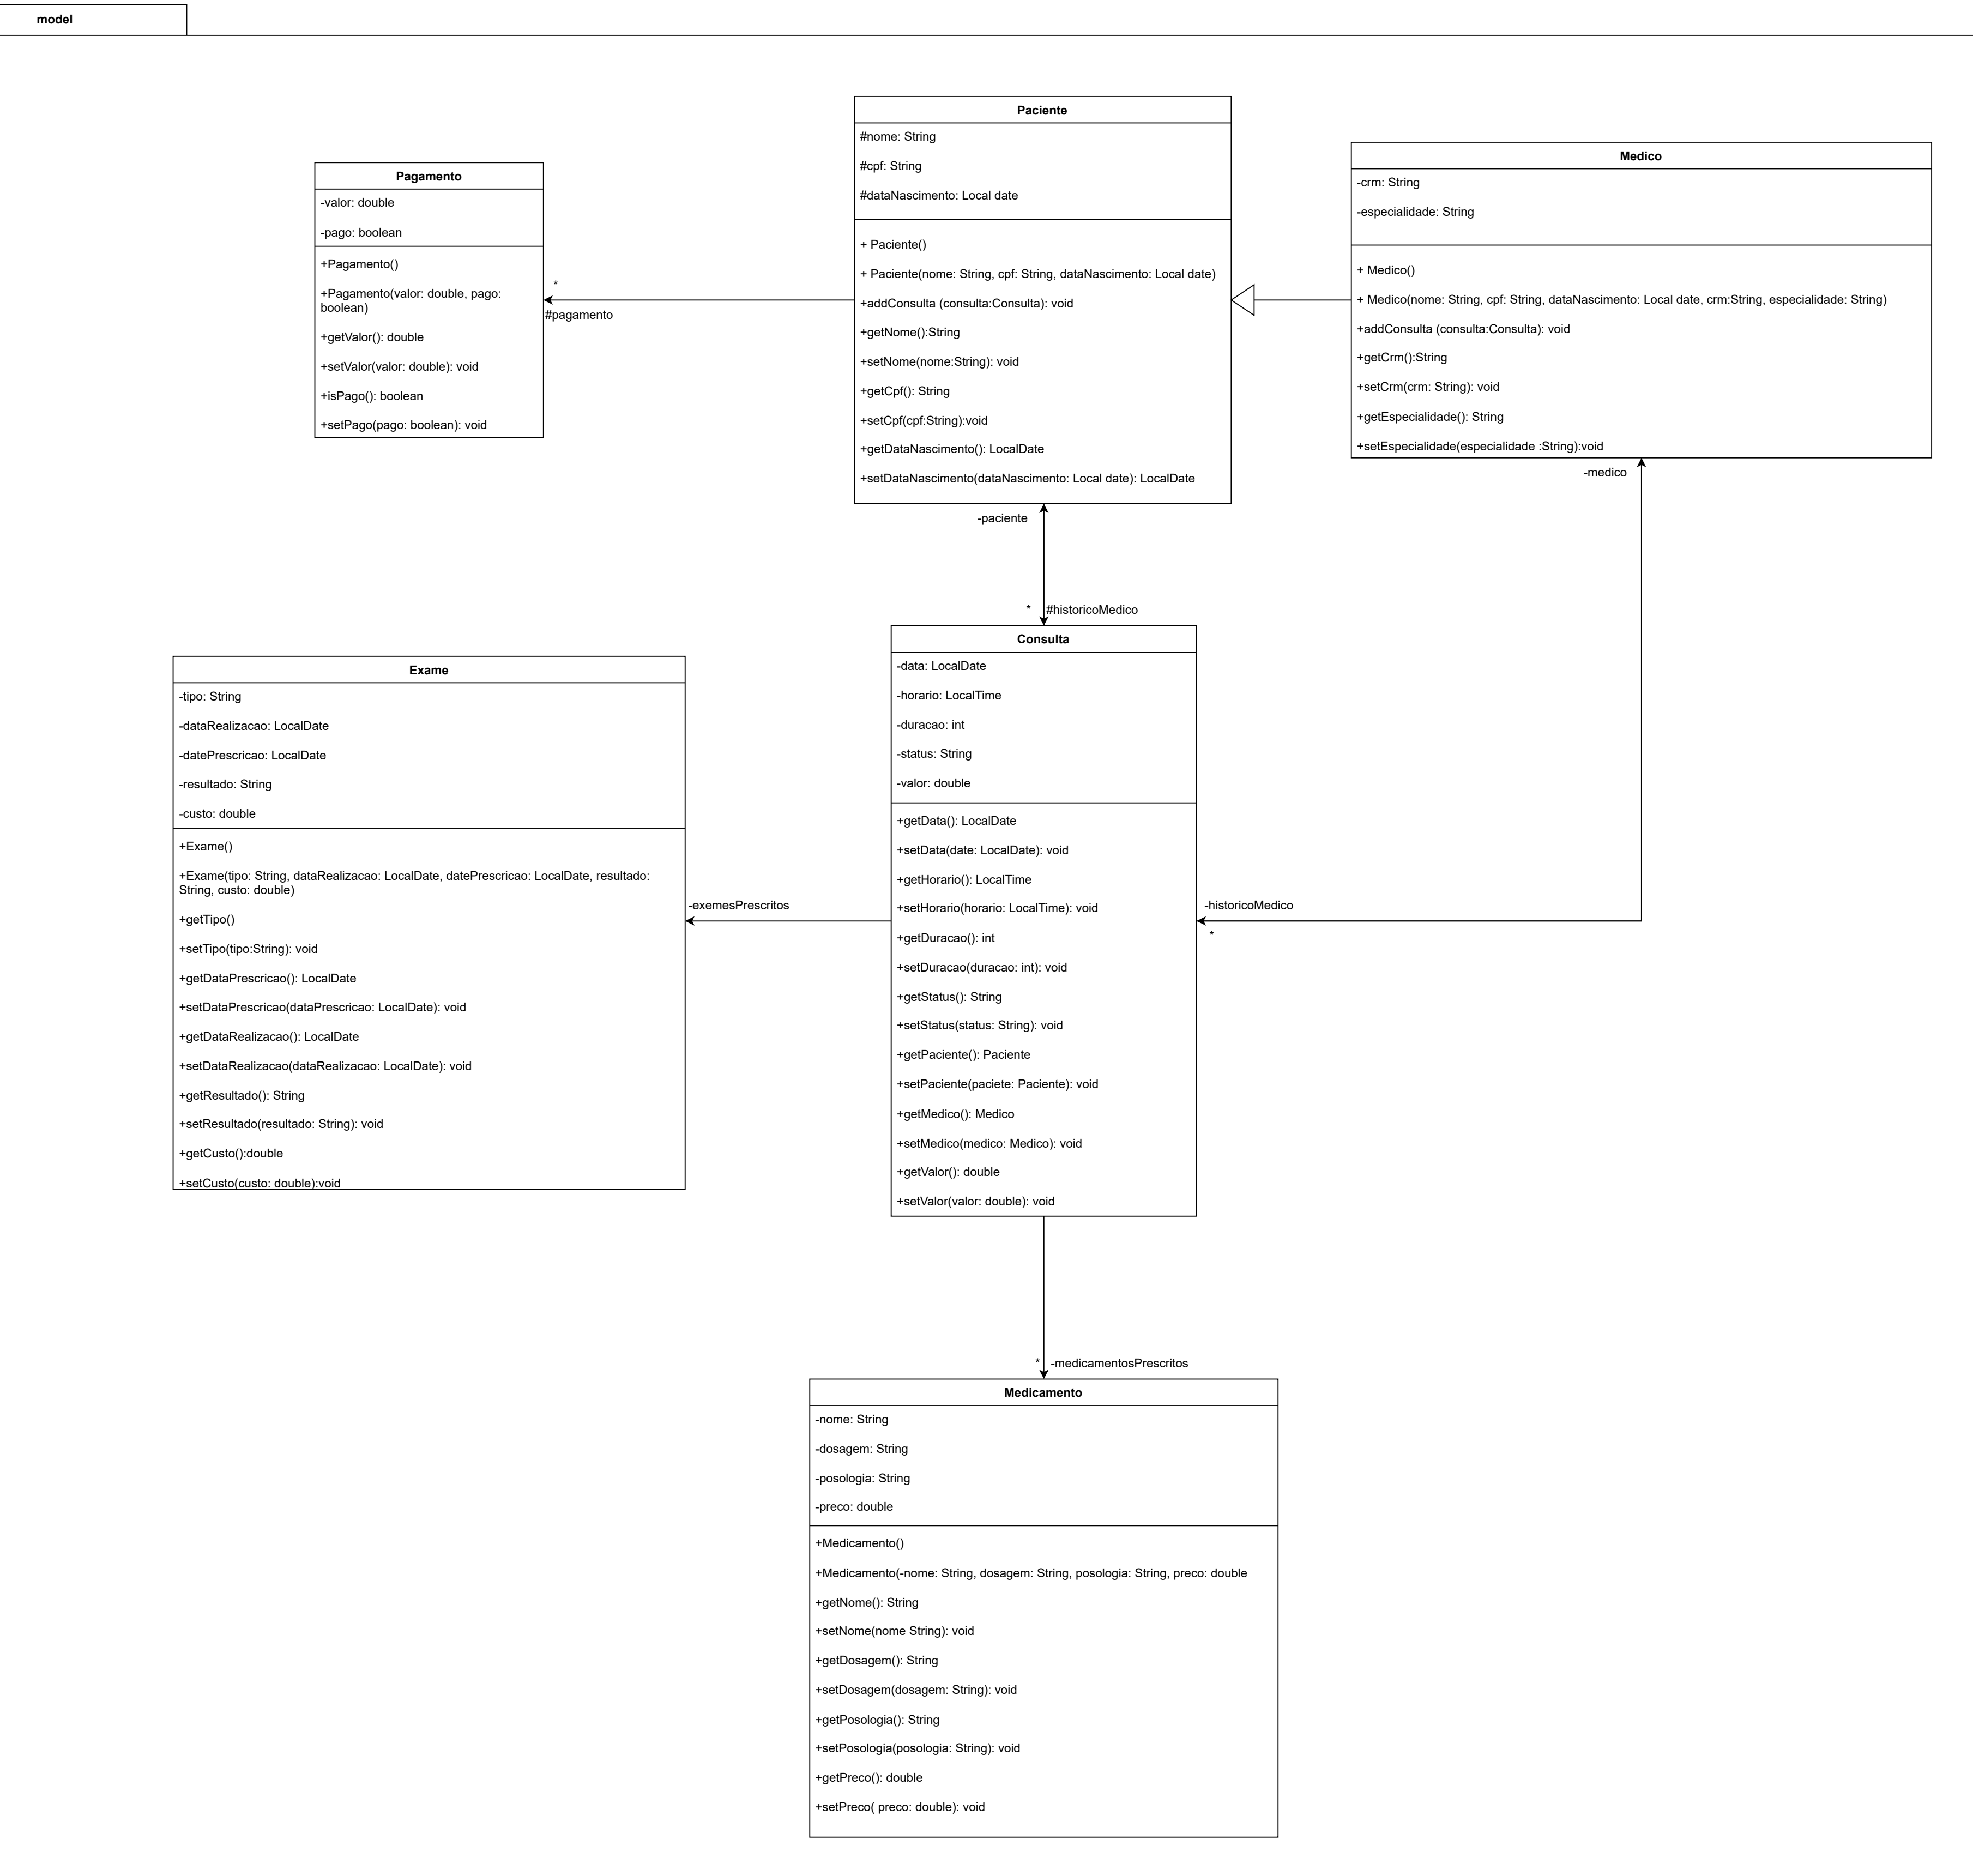 model
Paciente
#nome: String
#cpf: String
#dataNascimento: Local date
+ Paciente()
+ Paciente(nome: String, cpf: String, dataNascimento: Local date)
+addConsulta (consulta:Consulta): void
+getNome():String
+setNome(nome:String): void
+getCpf(): String
+setCpf(cpf:String):void
+getDataNascimento(): LocalDate
+setDataNascimento(dataNascimento: Local date): LocalDate
Medico
-crm: String
-especialidade: String
+ Medico()
+ Medico(nome: String, cpf: String, dataNascimento: Local date, crm:String, especialidade: String)
+addConsulta (consulta:Consulta): void
+getCrm():String
+setCrm(crm: String): void
+getEspecialidade(): String
+setEspecialidade(especialidade :String):void
Pagamento
-valor: double
-pago: boolean
+Pagamento()
+Pagamento(valor: double, pago:
boolean)
+getValor(): double
+setValor(valor: double): void
+isPago(): boolean
+setPago(pago: boolean): void
*
#pagamento
-medico
-paciente
* #historicoMedico
Consulta
-data: LocalDate
-horario: LocalTime
-duracao: int
-status: String
-valor: double
+getData(): LocalDate
+setData(date: LocalDate): void
+getHorario(): LocalTime
+setHorario(horario: LocalTime): void
+getDuracao(): int
+setDuracao(duracao: int): void
+getStatus(): String
+setStatus(status: String): void
+getPaciente(): Paciente
+setPaciente(paciete: Paciente): void
+getMedico(): Medico
+setMedico(medico: Medico): void
+getValor(): double
+setValor(valor: double): void
Exame
-tipo: String
-dataRealizacao: LocalDate
-datePrescricao: LocalDate
-resultado: String
-custo: double
+Exame()
+Exame(tipo: String, dataRealizacao: LocalDate, datePrescricao: LocalDate, resultado:
String, custo: double)
+getTipo()
+setTipo(tipo:String): void
+getDataPrescricao(): LocalDate
+setDataPrescricao(dataPrescricao: LocalDate): void
+getDataRealizacao(): LocalDate
+setDataRealizacao(dataRealizacao: LocalDate): void
+getResultado(): String
+setResultado(resultado: String): void
+getCusto():double
+setCusto(custo: double):void
-exemesPrescritos
-historicoMedico
*
* -medicamentosPrescritos
Medicamento
-nome: String
-dosagem: String
-posologia: String
-preco: double
+Medicamento()
+Medicamento(-nome: String, dosagem: String, posologia: String, preco: double
+getNome(): String
+setNome(nome String): void
+getDosagem(): String
+setDosagem(dosagem: String): void
+getPosologia(): String
+setPosologia(posologia: String): void
+getPreco(): double
+setPreco( preco: double): void